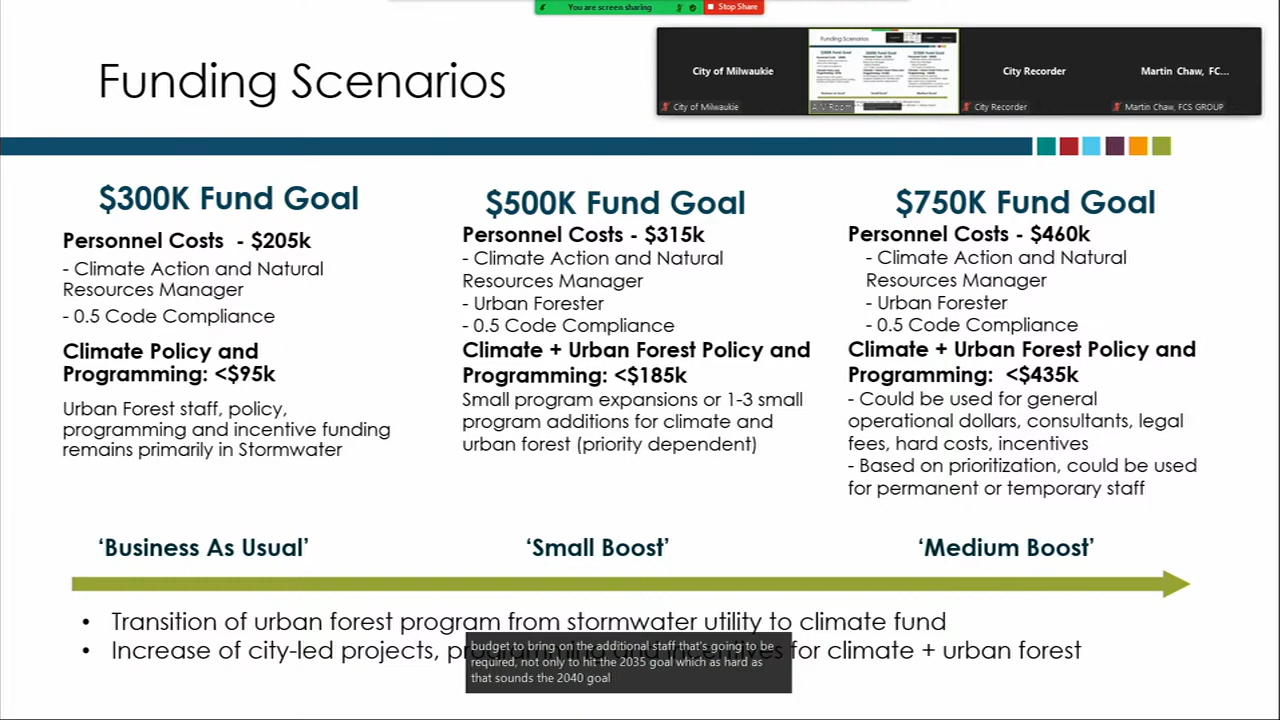 You are screen sharing
Stop Share
Funding Scenarios
City of Milwaukie
City Recorder
City of Milwaukie
A/V Room
City Recorder
Martin Chaw, FCS GROUP
$300K Fund Goal
Personnel Costs - $205k
- Climate Action and Natural
Resources Manager
- 0.5 Code Compliance
Climate Policy and
Programming: <$95k
Urban Forest staff, policy,
programming and incentive funding
remains primarily in Stormwater
$500K Fund Goal
Personnel Costs - $315k
- Climate Action and Natural
Resources Manager
- Urban Forester
- 0.5 Code Compliance
Climate + Urban Forest Policy and
Programming: <$185k
Small program expansions or 1-3 small
program additions for climate and
urban forest (priority dependent)
$750K Fund Goal
Personnel Costs - $460k
- Climate Action and Natural
Resources Manager
- Urban Forester
- 0.5 Code Compliance
Climate + Urban Forest Policy and
Programming: <$435k
- Could be used for general
operational dollars, consultants, legal
fees, hard costs, incentives
- Based on prioritization, could be used
for permanent or temporary staff
'Business As Usual'
'Small Boost'
'Medium Boost'
• Transition of urban forest program from stormwater utility to climate fund
• Increase of city-led projects, programming and incentives for climate + urban forest
budget to bring on the additional staff that's going to be
required, not only to hit the 2035 goal which as hard as
that sounds the 2040 goal